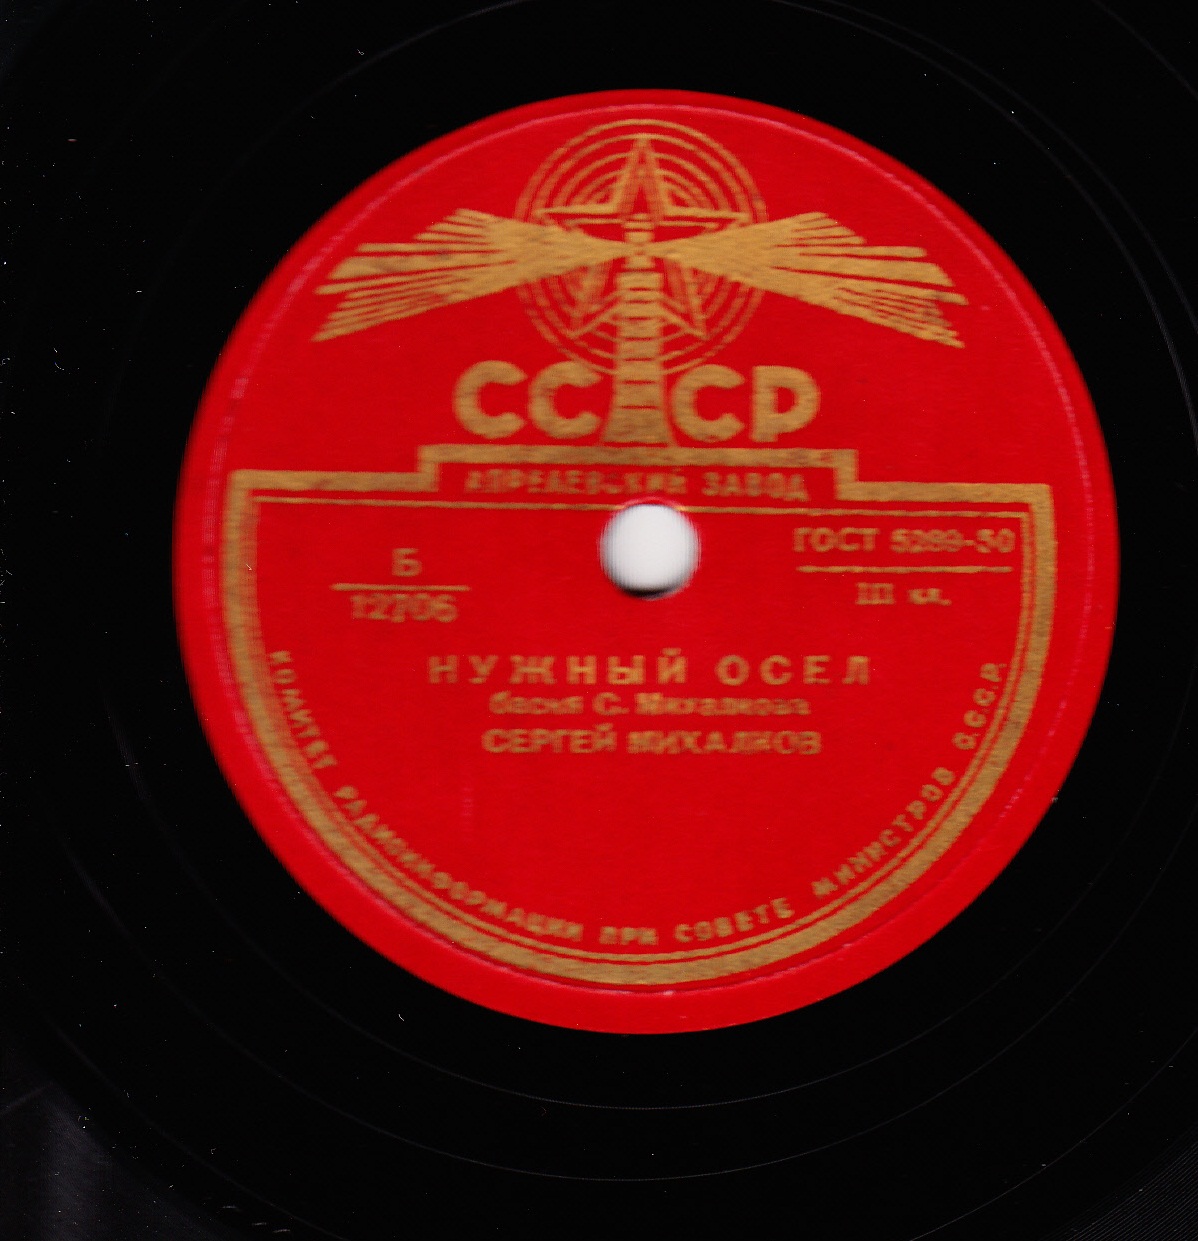 СССР
АПРЕЛЕВСКИЙ ЗАВОД
ГОСТ 5289-50
III кл.
Б
12706
НУЖНЫЙ ОСЕЛ
басня С. Михалкова
СЕРГЕЙ МИХАЛКОВ
КОМИТЕТ РАДИОИНФОРМАЦИИ ПРИ СОВЕТЕ МИНИСТРОВ С.С.С.Р.